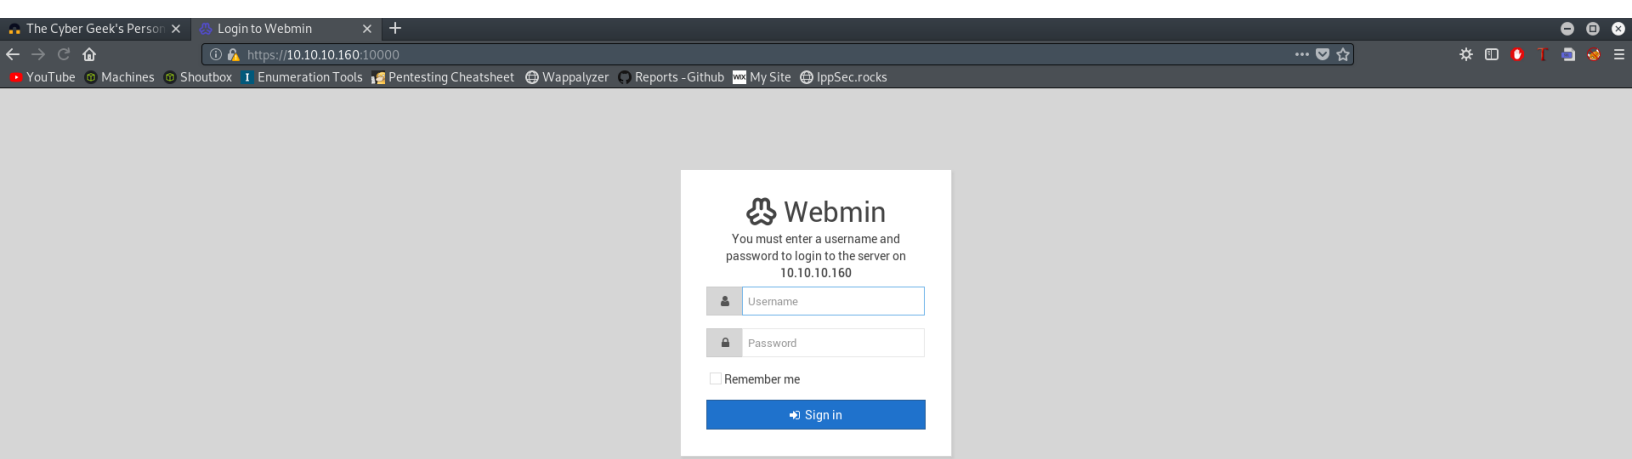 The Cyber Geek's Person
Login to Webmin
https://10.10.10.160:10000
YouTube Machines Shoutbox Enumeration Tools Pentesting Cheatsheet Wappalyzer Reports - Github WIX My Site IppSec.rocks
Webmin
You must enter a username and
password to login to the server on
10.10.10.160
Username
Password
Remember me
Sign in